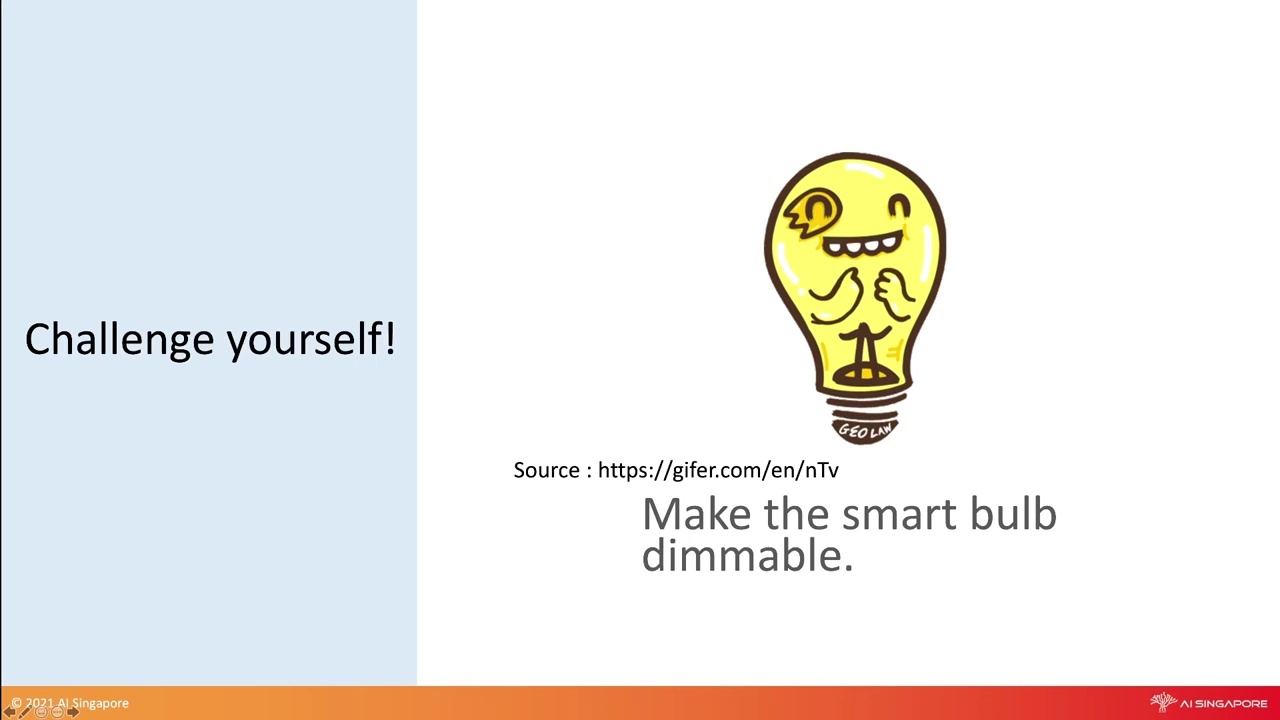 Challenge yourself!
GEO LAW
Source : https://gifer.com/en/nTv
Make the smart bulb
dimmable.
© 2021 AI Singapore
AI SINGAPORE